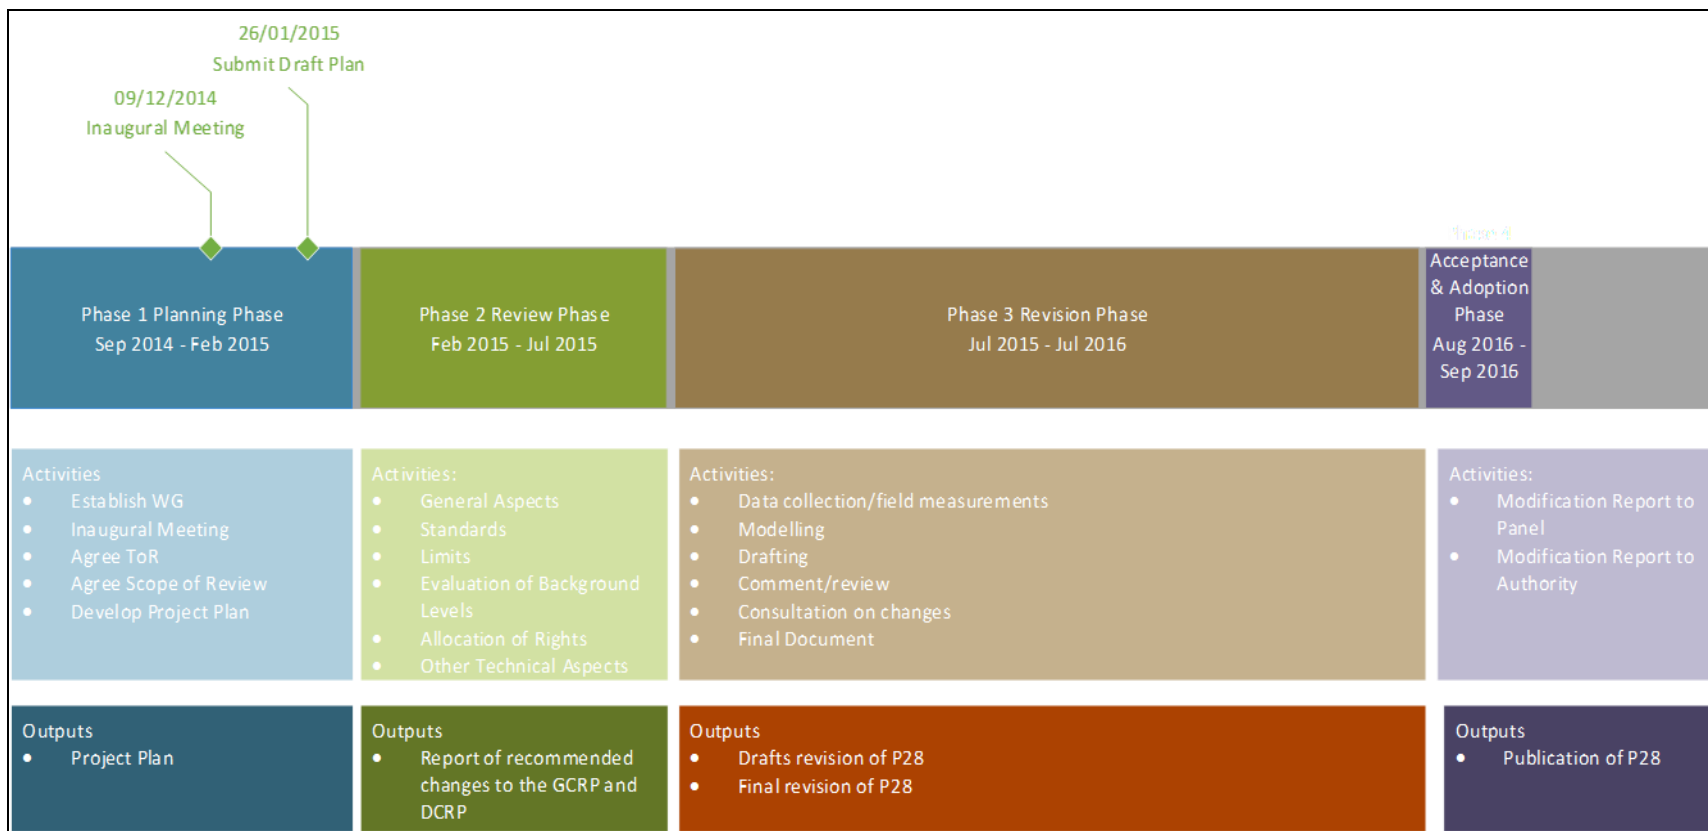 26/01/2015
Submit Draft Plan
09/12/2014
Inaugural Meeting
Phase 1 Planning Phase
Sep 2014 - Feb 2015
Phase 2 Review Phase
Feb 2015 - Jul 2015
Phase 3 Revision Phase
Jul 2015 - Jul 2016
Phase 4
Acceptance
& Adoption
Phase
Aug 2016 -
Sep 2016
Activities
• Establish WG
• Inaugural Meeting
• Agree ToR
• Agree Scope of Review
• Develop Project Plan
Activities:
• General Aspects
• Standards
• Limits
• Evaluation of Background
Levels
• Allocation of Rights
• Other Technical Aspects
Activities:
• Data collection/field measurements
• Modelling
• Drafting
• Comment/review
• Consultation on changes
• Final Document
Activities:
• Modification Report to
Panel
• Modification Report to
Authority
Outputs
• Project Plan
Outputs
• Report of recommended
changes to the GCRP and
DCRP
Outputs
• Drafts revision of P28
• Final revision of P28
Outputs
• Publication of P28